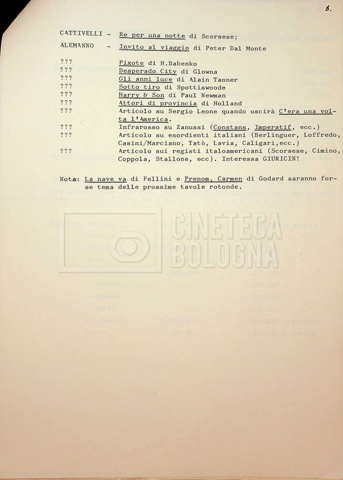 6.
CATTIVELLI - Re per una notte di Scorsese;
ALEMANNO - Invito al viaggio di Peter Dal Monte
??? Pixote di H.Babenko
??? Desperado City di Glowna
??? Gli anni luce di Alain Tanner
??? Sotto tiro di Spottiswoode
??? Harry & Son di Paul Newman
??? Attori di provincia di Holland
??? Articolo su Sergio Leone quando uscirà C'era una vol-
ta l'America.
??? Infrarosso su Zanussi (Constans, Imperatif, ecc.)
??? Articolo su esordienti italiani (Berlinguer, Loffredo,
Casini/Marciano, Tatò, Lavia, Caligari,ecc.)
??? Articolo sui registi italoamericani (Scorsese, Cimino,
Coppola, Stallone, ecc). Interessa GIURICIN?
Nota: La nave va di Fellini e Prenom, Carmen di Godard saranno for-
se tema delle prossime tavole rotonde.
CINETECA
BOLOGNA